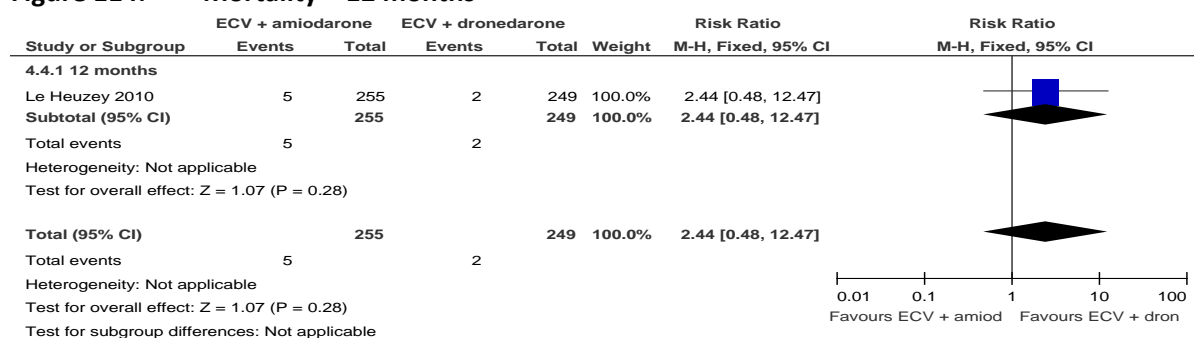 ECV + amiodarone ECV + dronedarone Risk Ratio Risk Ratio
Study or Subgroup Events Total Events Total Weight M-H, Fixed, 95% CI M-H, Fixed, 95% CI
4.4.1 12 months
Le Heuzey 2010 5 255 2 249 100.0% 2.44 [0.48, 12.47]
Subtotal (95% CI) 255 249 100.0% 2.44 [0.48, 12.47]
Total events 5 2
Heterogeneity: Not applicable
Test for overall effect: Z = 1.07 (P = 0.28)
Total (95% CI) 255 249 100.0% 2.44 [0.48, 12.47]
Total events 5 2
Heterogeneity: Not applicable
Test for overall effect: Z = 1.07 (P = 0.28)
Test for subgroup differences: Not applicable
0.01 0.1 1 10 100
Favours ECV + amiod Favours ECV + dron